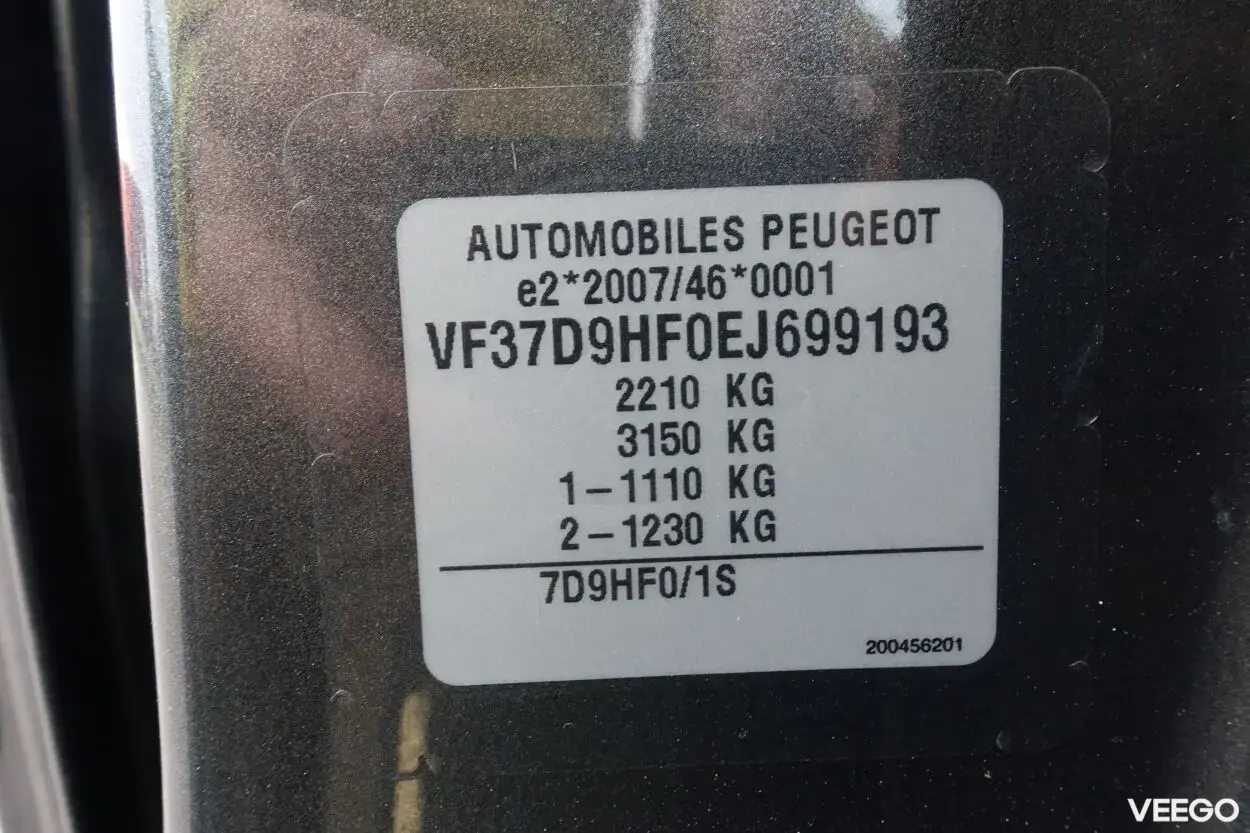 AUTOMOBILES PEUGEOT
e2*2007/46*0001
VF37D9HF0EJ699193
2210 KG
3150 KG
1-1110 KG
2-1230 KG
7D9HF0/1S
200456201
VEEGO